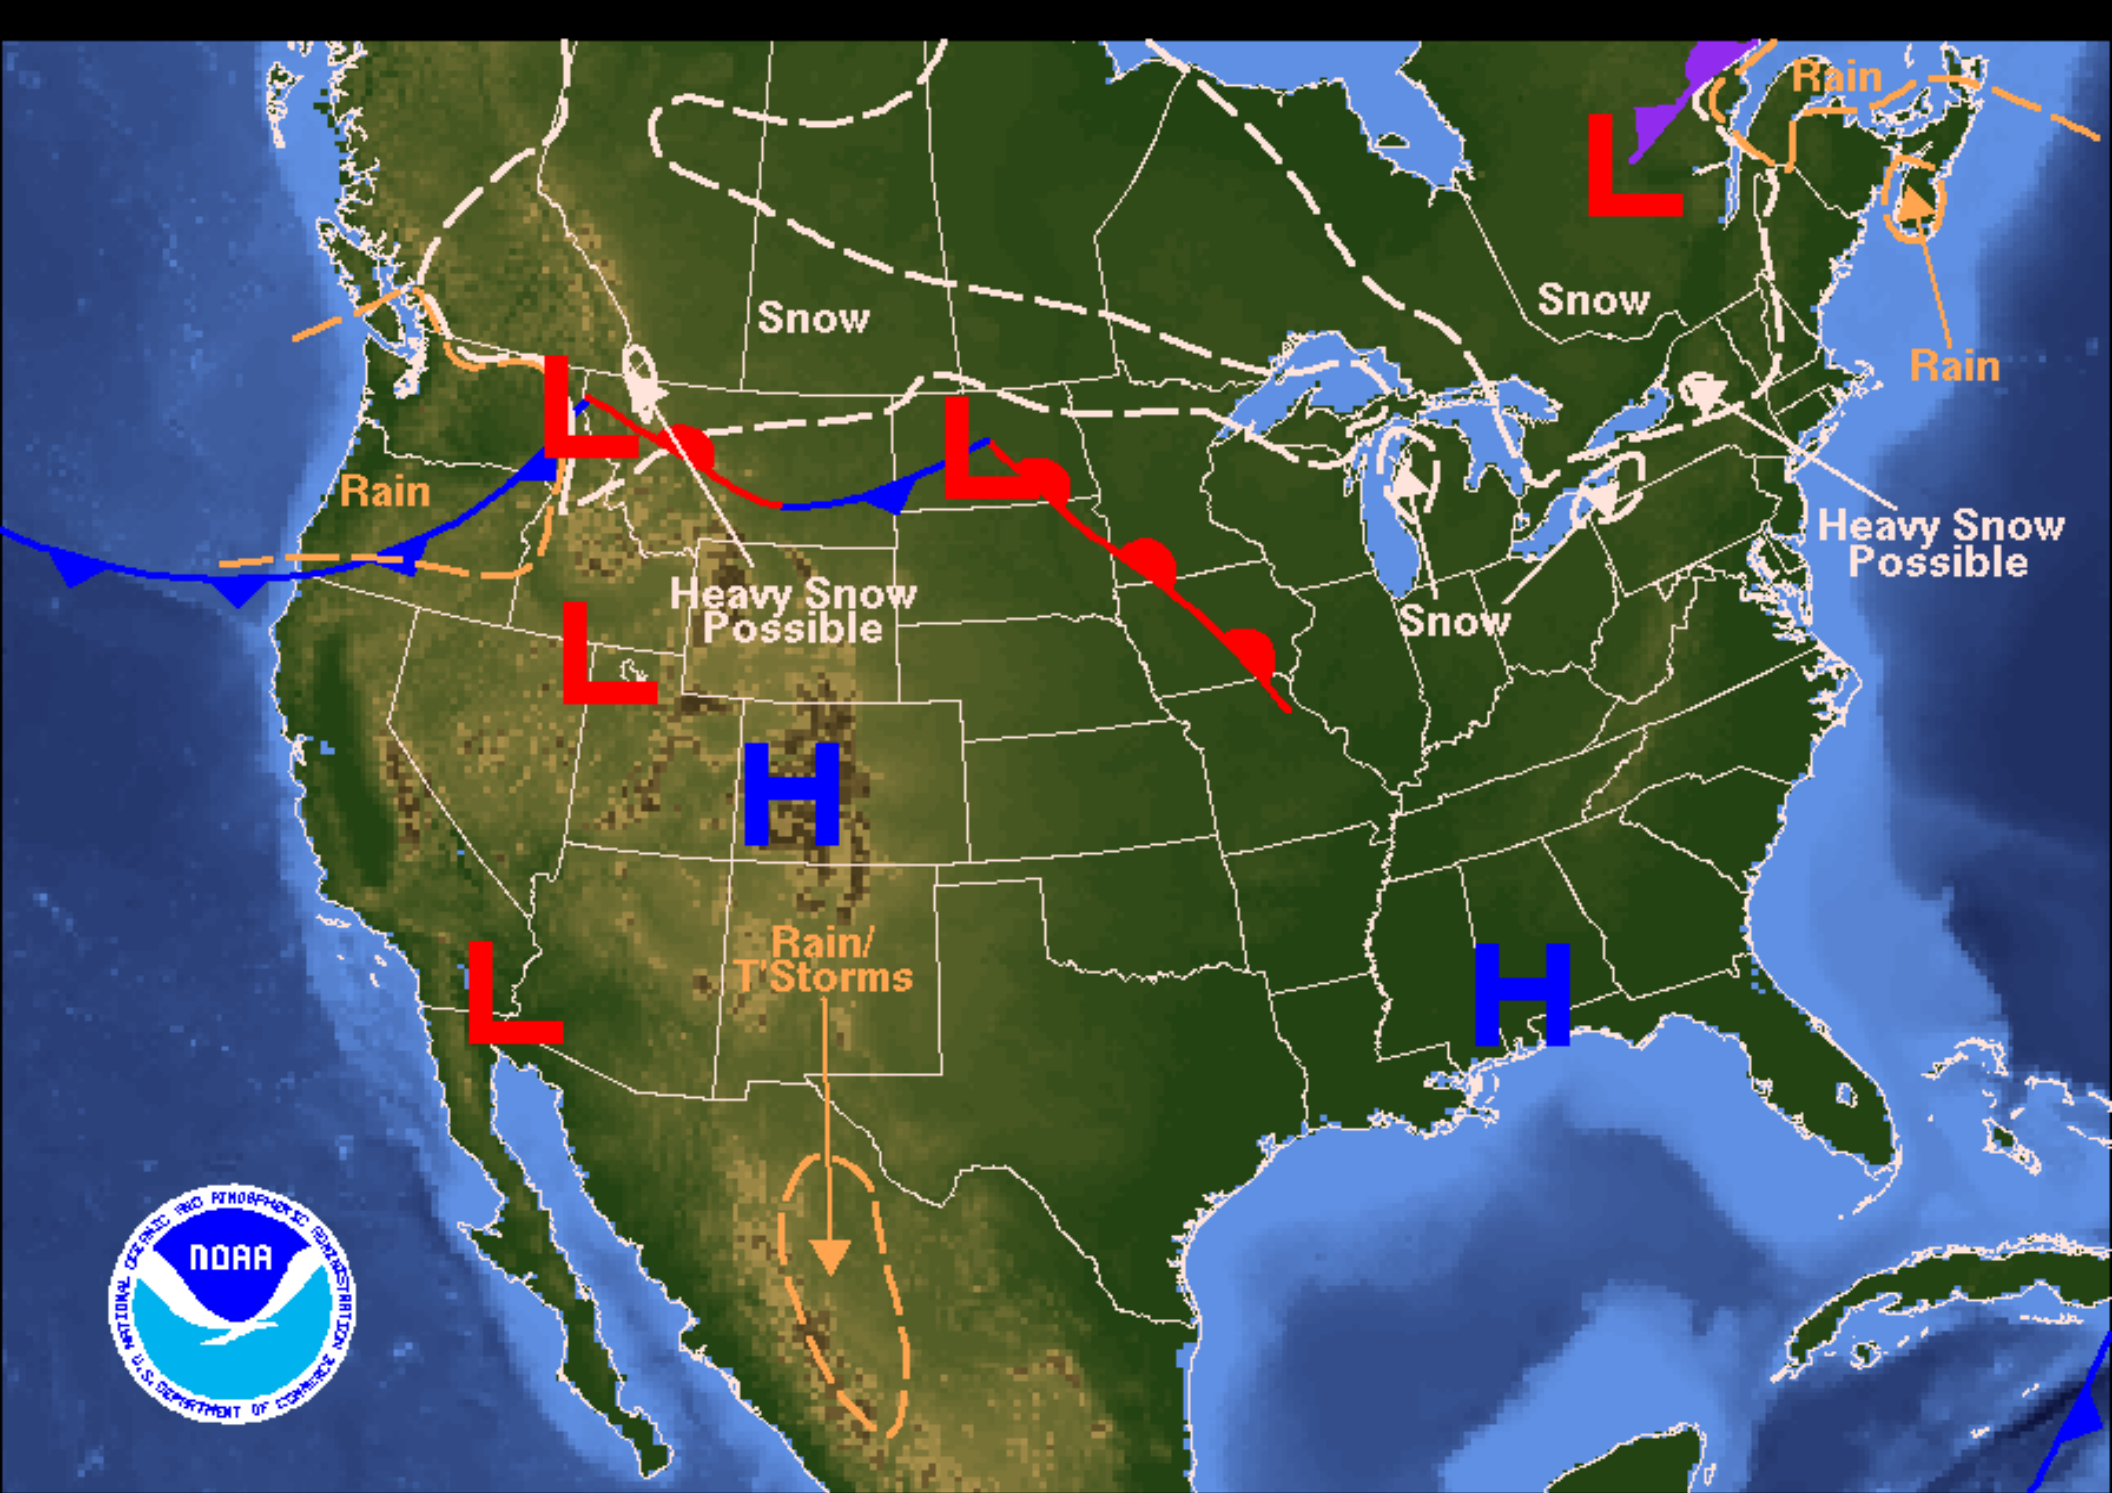 Rain
L
Snow
Snow
Rain
L
L
Rain
Heavy Snow
Possible
Heavy Snow
Possible
Snow
L
H
Rain/
T'Storms
L
H
NOAA
NATIONAL OCEANIC AND ATMOSPHERIC ADMINISTRATION
U.S. DEPARTMENT OF COMMERCE